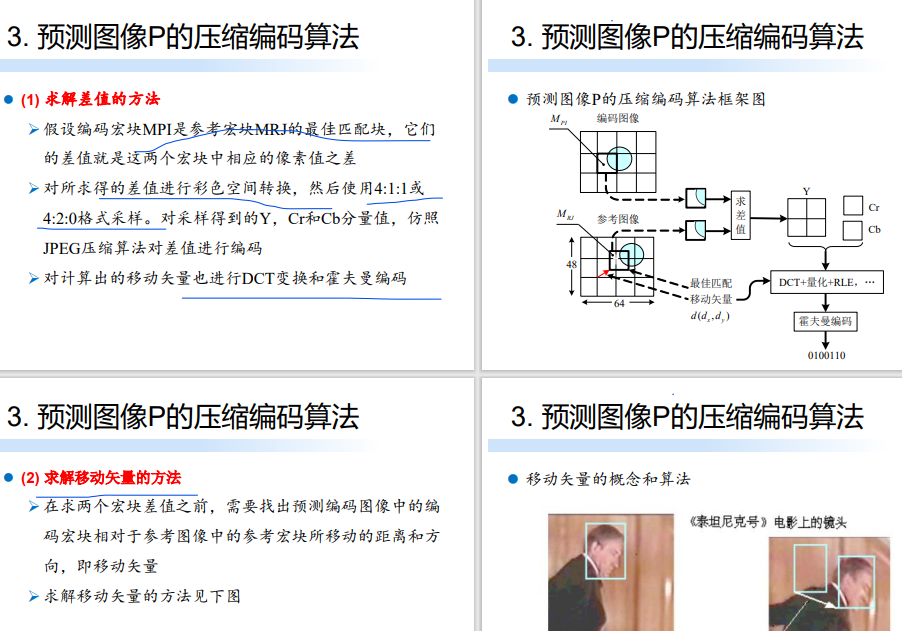 3. 预测图像P的压缩编码算法
(1) 求解差值的方法
假设编码宏块MPI是参考宏块MRJ的最佳匹配块，它们
的差值就是这两个宏块中相应的像素值之差
对所求得的差值进行彩色空间转换，然后使用4:1:1或
4:2:0格式采样。对采样得到的Y，Cr和Cb分量值，仿照
JPEG压缩算法对差值进行编码
对计算出的移动矢量也进行DCT变换和霍夫曼编码
3. 预测图像P的压缩编码算法
预测图像P的压缩编码算法框架图
M_PI 编码图像
求差值
Y
Cr
Cb
M_RJ 参考图像
48
64
最佳匹配
移动矢量
d(d_x,d_y)
DCT+量化+RLE，…
霍夫曼编码
0100110
3. 预测图像P的压缩编码算法
(2) 求解移动矢量的方法
在求两个宏块差值之前，需要找出预测编码图像中的编
码宏块相对于参考图像中的参考宏块所移动的距离和方
向，即移动矢量
求解移动矢量的方法见下图
3. 预测图像P的压缩编码算法
移动矢量的概念和算法
《泰坦尼克号》电影上的镜头